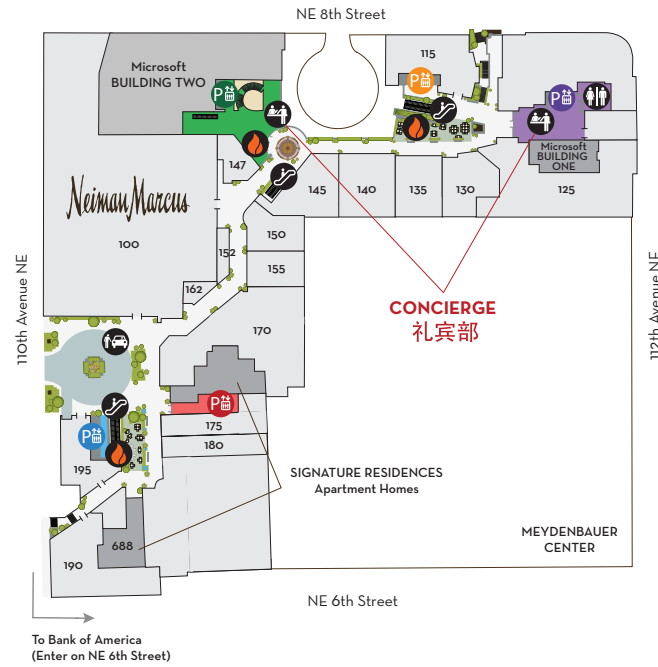 NE 8th Street
Microsoft
BUILDING TWO
P
115
P
P
Microsoft
BUILDING
ONE
147
145
140
135
130
125
Neiman Marcus
100
150
152
155
162
110th Avenue NE
112th Avenue NE
CONCIERGE
礼宾部
170
P
175
180
P
195
SIGNATURE RESIDENCES
Apartment Homes
688
190
MEYDENBAUER
CENTER
NE 6th Street
To Bank of America
(Enter on NE 6th Street)